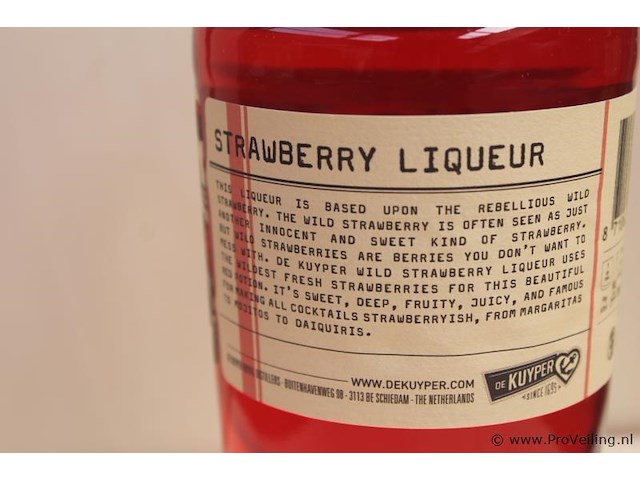 STRAWBERRY LIQUEUR
THIS LIQUEUR IS BASED UPON THE REBELLIOUS WILD
STRAWBERRY. THE WILD STRAWBERRY IS OFTEN SEEN AS JUST
ANOTHER INNOCENT AND SWEET KIND OF STRAWBERRY.
BUT WILD STRAWBERRIES ARE BERRIES YOU DON'T WANT TO
MESS WITH. DE KUYPER WILD STRAWBERRY LIQUEUR USES
THE WILDEST FRESH STRAWBERRIES FOR THIS BEAUTIFUL
RED POTION. IT'S SWEET, DEEP, FRUITY, JUICY, AND FAMOUS
FOR MAKING ALL COCKTAILS STRAWBERRYISH, FROM MARGARITAS
TO MOJITOS TO DAIQUIRIS.
WWW.DEKUYPER.COM
DISTILLERS - BUITENHAVENWEG 98 - 3113 BE SCHIEDAM - THE NETHERLANDS
DE KUYPER
SINCE 1695
© www.ProVeiling.nl